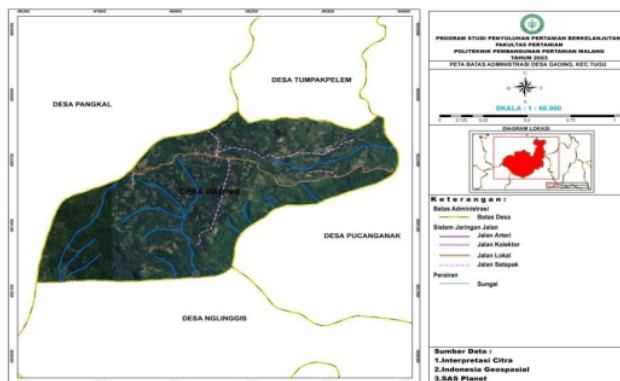 DESA TUMPAKPELEM
DESA PANGKAL
DESA GADING
DESA PUCANGANAK
DESA NGLINGGIS
PROGRAM STUDI PENYULUHAN PERTANIAN BERKELANJUTAN
FAKULTAS PERTANIAN
POLITEKNIK PEMBANGUNAN PERTANIAN MALANG
TAHUN 2023
PETA BATAS ADMINISTRASI DESA GADING, KEC.TUGU
SKALA : 1 : 60.000
DIAGRAM LOKASI
Keterangan:
Batas Administrasi
Batas Desa
Sistem Jaringan Jalan
Jalan Arteri
Jalan Kolektor
Jalan Lokal
Jalan Setapak
Perairan
Sungai
Sumber Data :
1.Interpretasi Citra
2.Indonesia Geospasial
3.SAS Planet